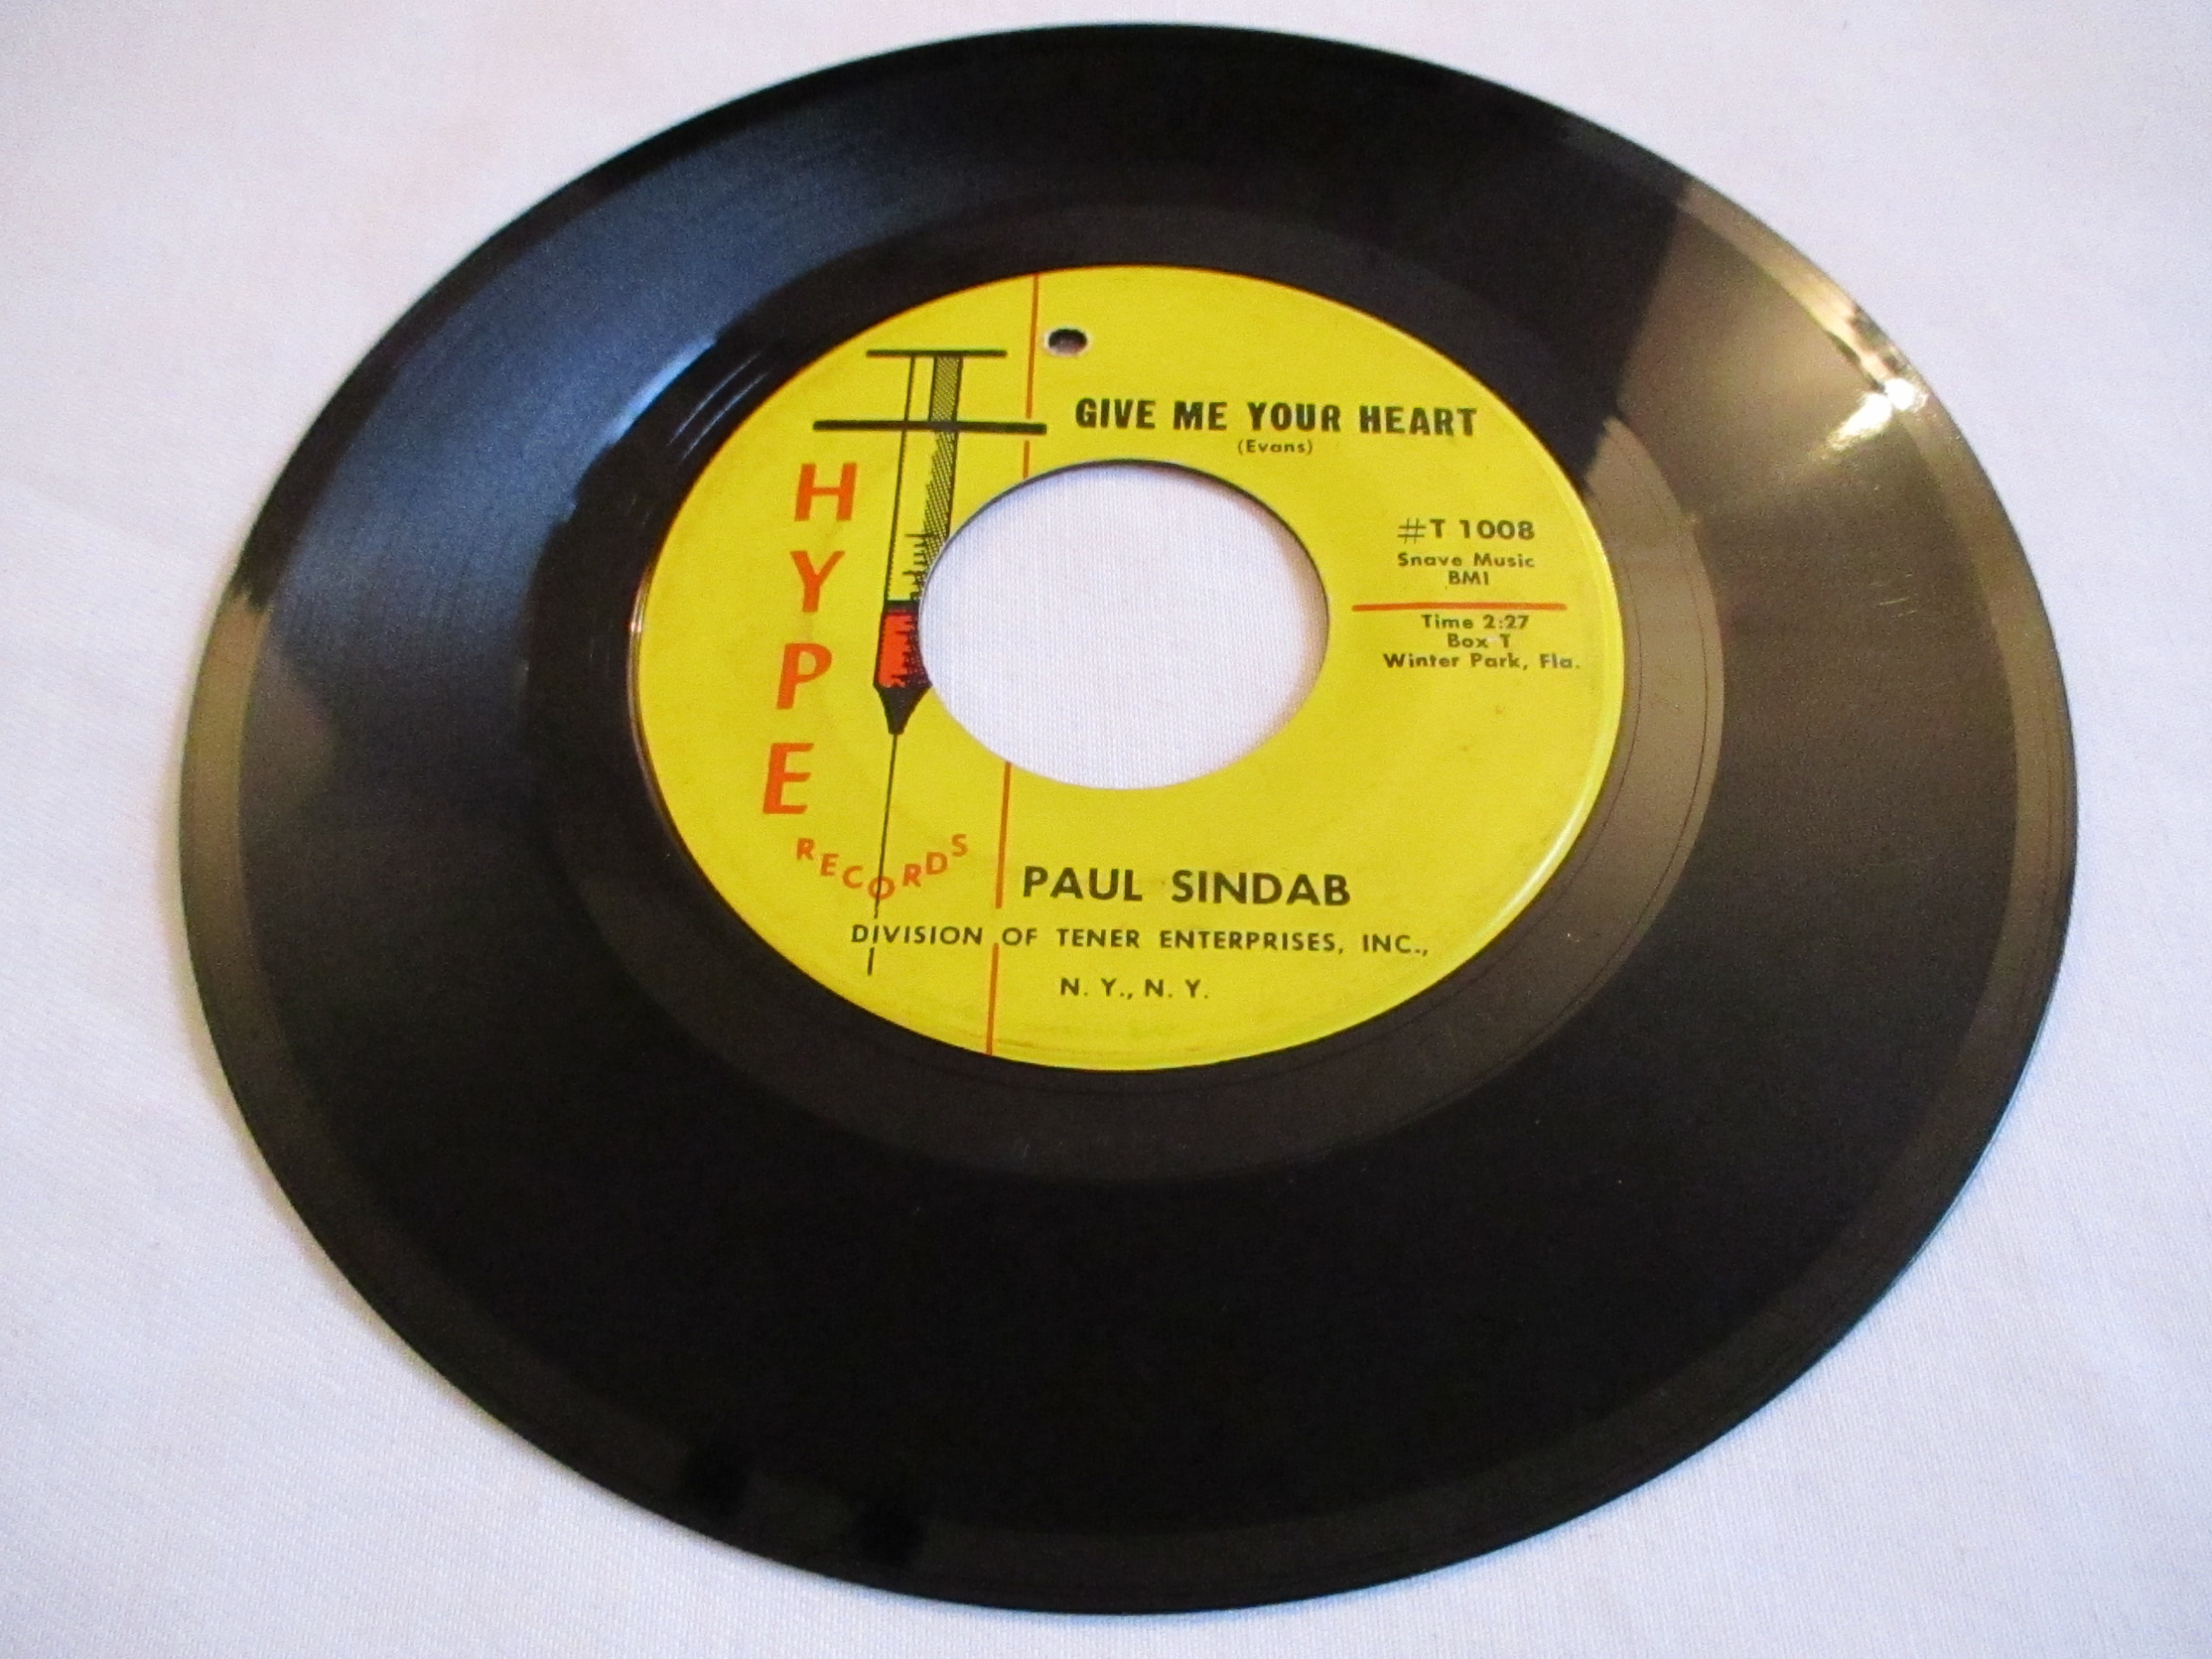 GIVE ME YOUR HEART
(Evans)
HYPE
RECORDS
#T 1008
Snave Music
BMI
Time 2:27
Box T
Winter Park, Fla.
PAUL SINDAB
DIVISION OF TENER ENTERPRISES, INC.,
N. Y., N. Y.